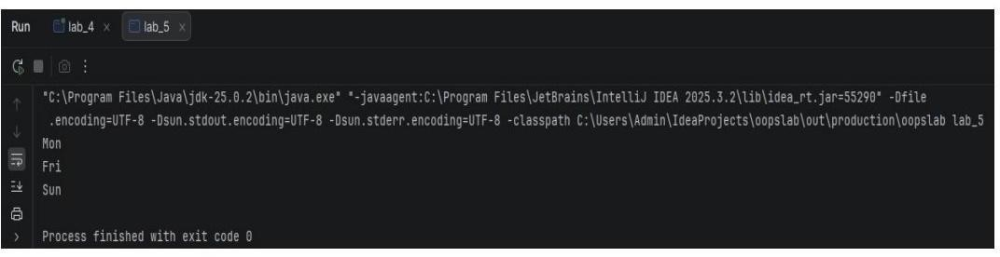 Run lab_4 × lab_5 ×
"C:\Program Files\Java\jdk-25.0.2\bin\java.exe" "-javaagent:C:\Program Files\JetBrains\IntelliJ IDEA 2025.3.2\lib\idea_rt.jar=55290" -Dfile
.encoding=UTF-8 -Dsun.stdout.encoding=UTF-8 -Dsun.stderr.encoding=UTF-8 -classpath C:\Users\Admin\IdeaProjects\oopslab\out\production\oopslab lab_5
Mon
Fri
Sun
Process finished with exit code 0